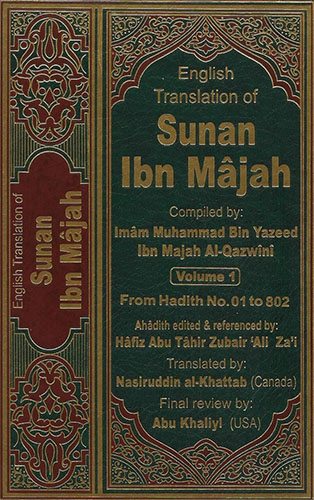 English Translation of
Sunan
Ibn Mâjah
English
Translation of
Sunan
Ibn Mâjah
Compiled by:
Imâm Muhammad Bin Yazeed
Ibn Majah Al-Qazwînî
Volume 1
From Hadith No. 01 to 802
Ahâdith edited & referenced by:
Hâfiz Abu Tâhir Zubair 'Ali Za'i
Translated by:
Nasiruddin al-Khattab (Canada)
Final review by:
Abu Khaliyl (USA)